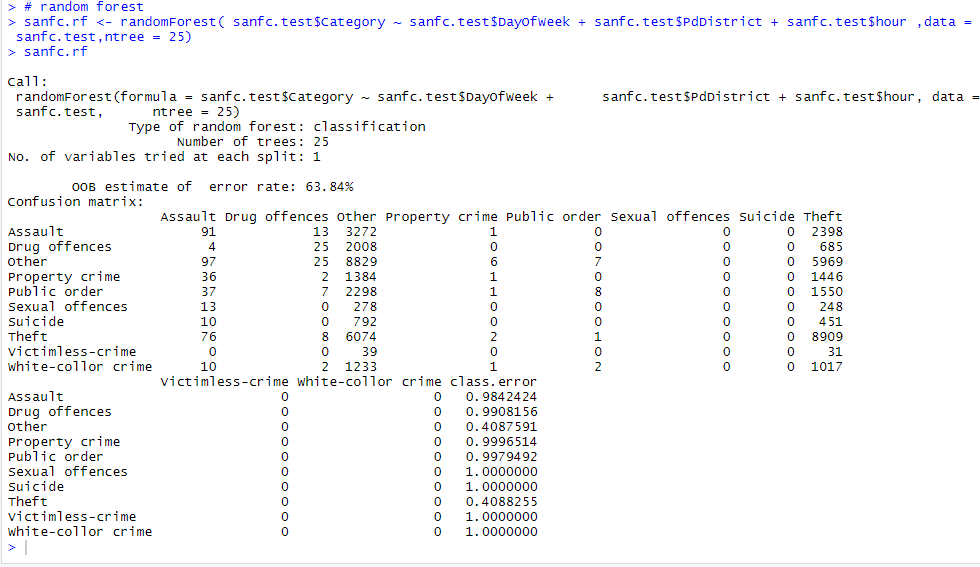 > # random forest
> sanfc.rf <- randomForest( sanfc.test$Category ~ sanfc.test$DayOfWeek + sanfc.test$PdDistrict + sanfc.test$hour ,data =
 sanfc.test,ntree = 25)
> sanfc.rf

Call:
 randomForest(formula = sanfc.test$Category ~ sanfc.test$DayOfWeek +      sanfc.test$PdDistrict + sanfc.test$hour, data =
 sanfc.test,      ntree = 25)
               Type of random forest: classification
                     Number of trees: 25
No. of variables tried at each split: 1

        OOB estimate of  error rate: 63.84%
Confusion matrix:
                   Assault Drug offences Other Property crime Public order Sexual offences Suicide Theft
Assault                 91            13  3272              1            0               0       0  2398
Drug offences            4            25  2008              0            0               0       0   685
Other                   97            25  8829              6            7               0       0  5969
Property crime          36             2  1384              1            0               0       0  1446
Public order            37             7  2298              1            8               0       0  1550
Sexual offences         13             0   278              0            0               0       0   248
Suicide                 10             0   792              0            0               0       0   451
Theft                   76             8  6074              2            1               0       0  8909
Victimless-crime         0             0    39              0            0               0       0    31
White-collor crime      10             2  1233              1            2               0       0  1017
                   Victimless-crime White-collor crime class.error
Assault                           0                  0   0.9842424
Drug offences                     0                  0   0.9908156
Other                             0                  0   0.4087591
Property crime                    0                  0   0.9996514
Public order                      0                  0   0.9979492
Sexual offences                   0                  0   1.0000000
Suicide                           0                  0   1.0000000
Theft                             0                  0   0.4088255
Victimless-crime                  0                  0   1.0000000
White-collor crime                0                  0   1.0000000
>